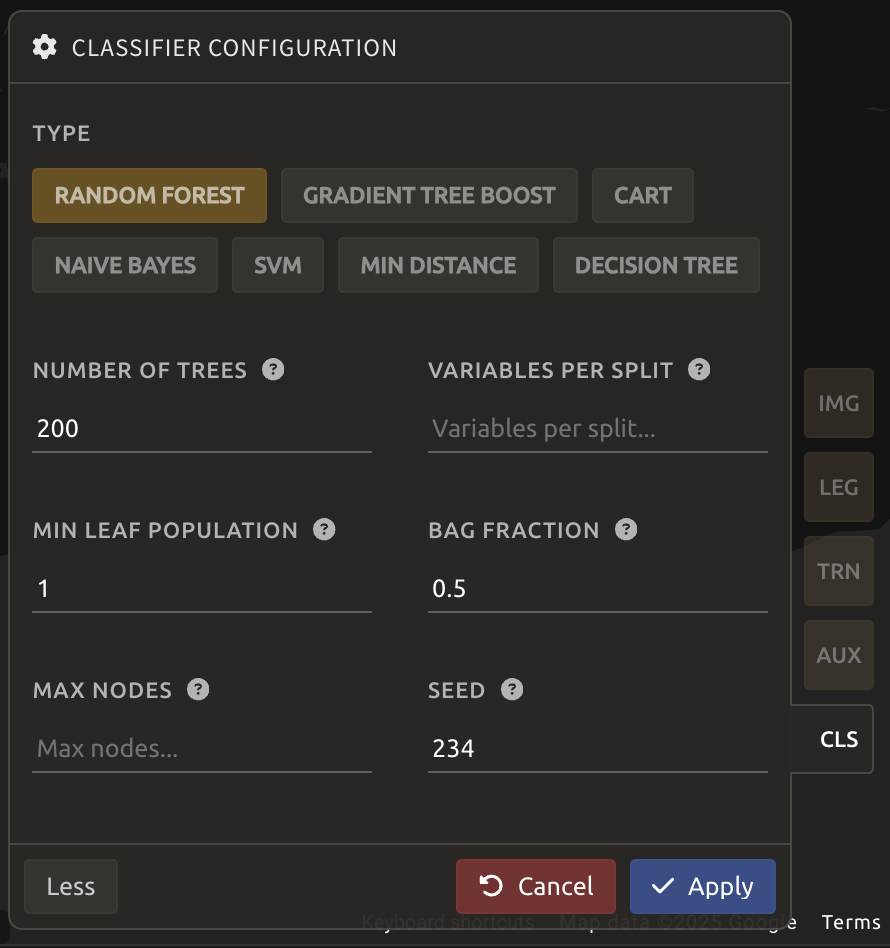 CLASSIFIER CONFIGURATION
TYPE
RANDOM FOREST GRADIENT TREE BOOST CART
NAIVE BAYES SVM MIN DISTANCE DECISION TREE
NUMBER OF TREES ? VARIABLES PER SPLIT ?
200 Variables per split...
MIN LEAF POPULATION ? BAG FRACTION ?
1 0.5
MAX NODES ? SEED ?
Max nodes... 234
IMG
LEG
TRN
AUX
CLS
Less Cancel Apply
Keyboard shortcuts Map data ©2025 Google Terms